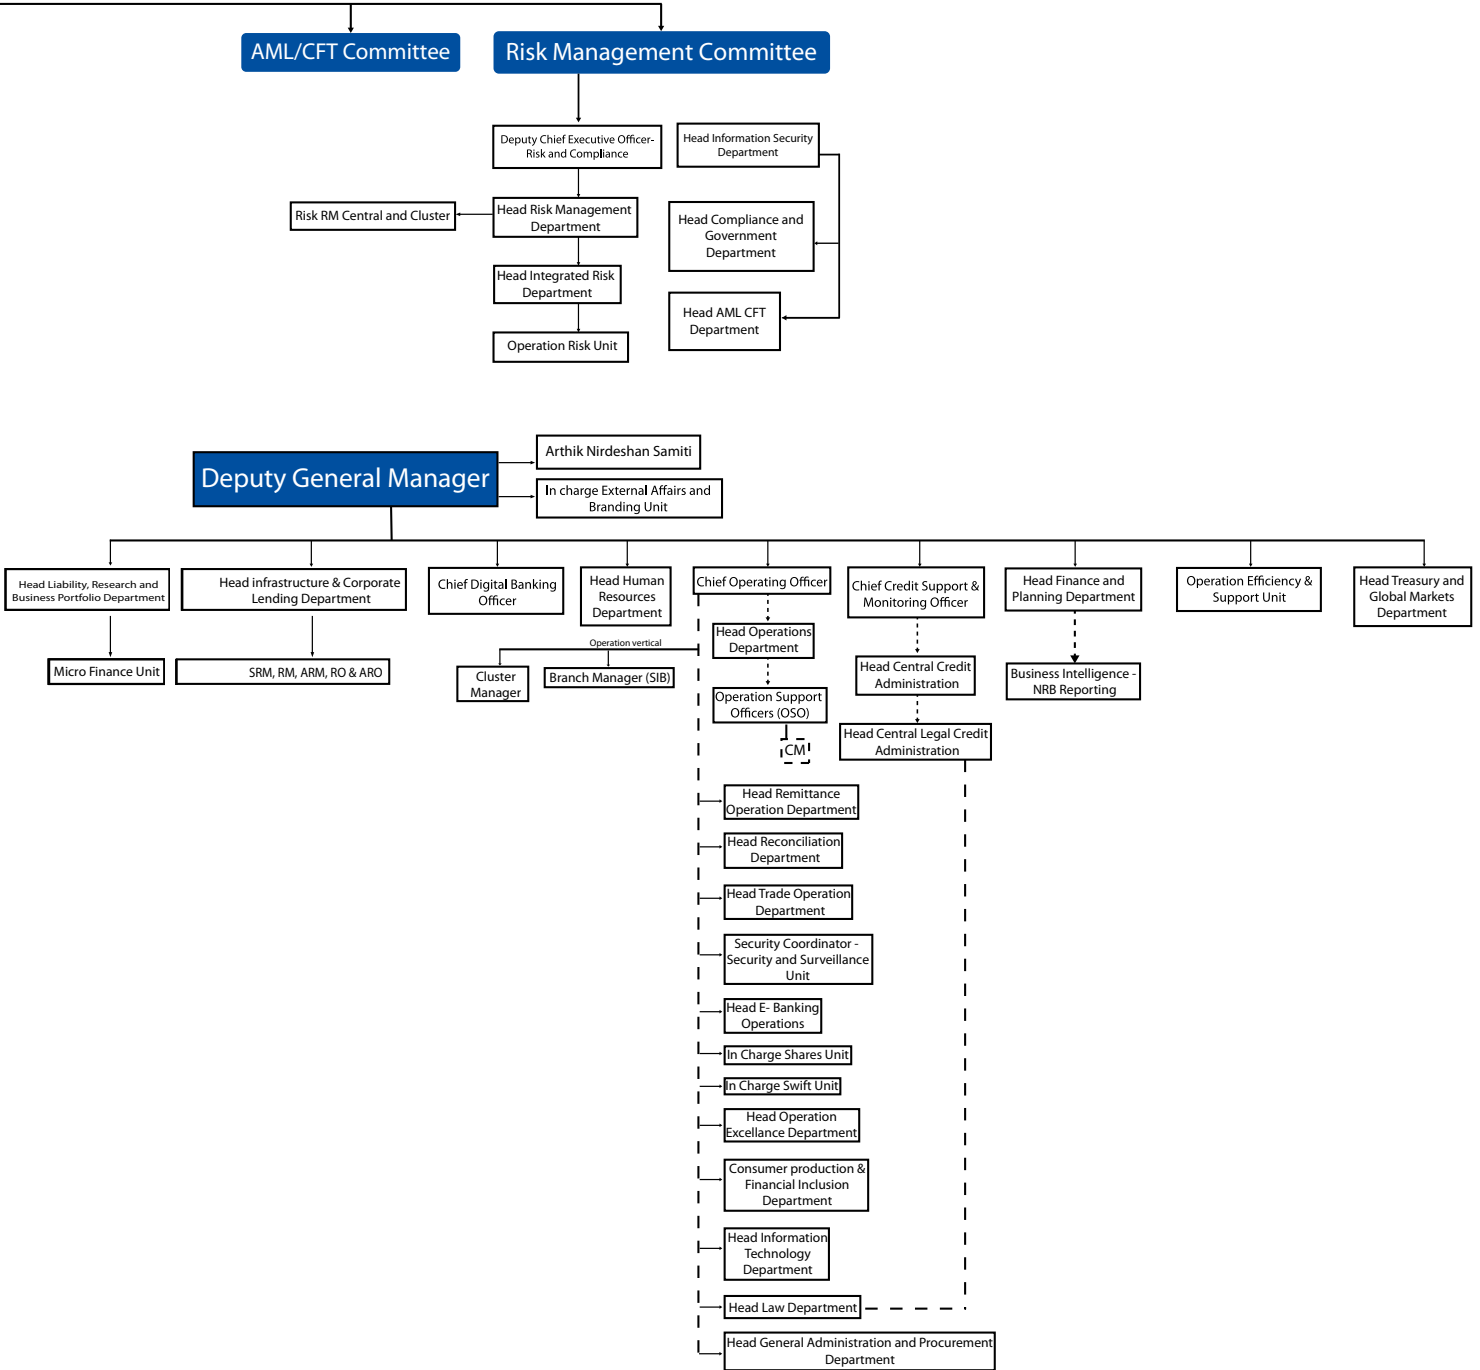 AML/CFT Committee
Risk Management Committee
Deputy Chief Executive Officer-
Risk and Compliance
Head Information Security
Department
Risk RM Central and Cluster
Head Risk Management
Department
Head Compliance and
Government
Department
Head Integrated Risk
Department
Head AML CFT
Department
Operation Risk Unit
Deputy General Manager
Arthik Nirdeshan Samiti
In charge External Affairs and
Branding Unit
Head Liability, Research and
Business Portfolio Department
Head infrastructure & Corporate
Lending Department
Chief Digital Banking
Officer
Head Human
Resources
Department
Chief Operating Officer
Chief Credit Support &
Monitoring Officer
Head Finance and
Planning Department
Operation Efficiency &
Support Unit
Head Treasury and
Global Markets
Department
Micro Finance Unit
SRM, RM, ARM, RO & ARO
Operation vertical
Cluster
Manager
Branch Manager (SIB)
Head Operations
Department
Operation Support
Officers (OSO)
CM
Head Central Credit
Administration
Head Central Legal Credit
Administration
Business Intelligence -
NRB Reporting
Head Remittance
Operation Department
Head Reconciliation
Department
Head Trade Operation
Department
Security Coordinator -
Security and Surveillance
Unit
Head E- Banking
Operations
In Charge Shares Unit
In Charge Swift Unit
Head Operation
Excellance Department
Consumer production &
Financial Inclusion
Department
Head Information
Technology
Department
Head Law Department
Head General Administration and Procurement
Department